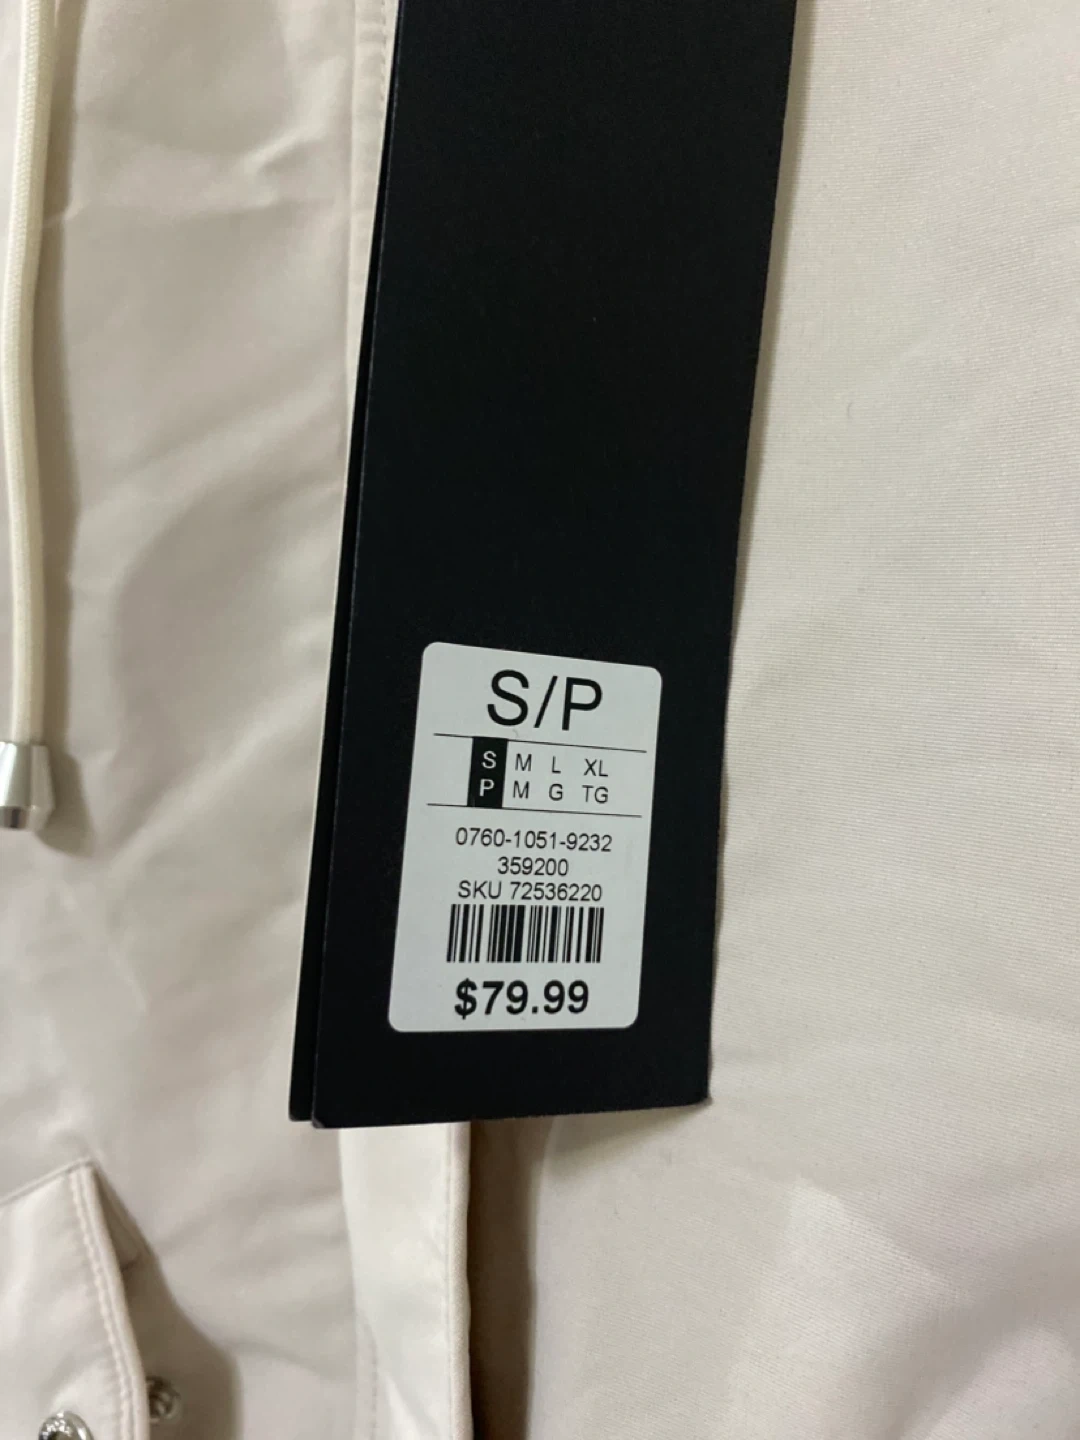 S/P
S M L XL
P M G TG
0760-1051-9232
359200
SKU 72536220
$79.99